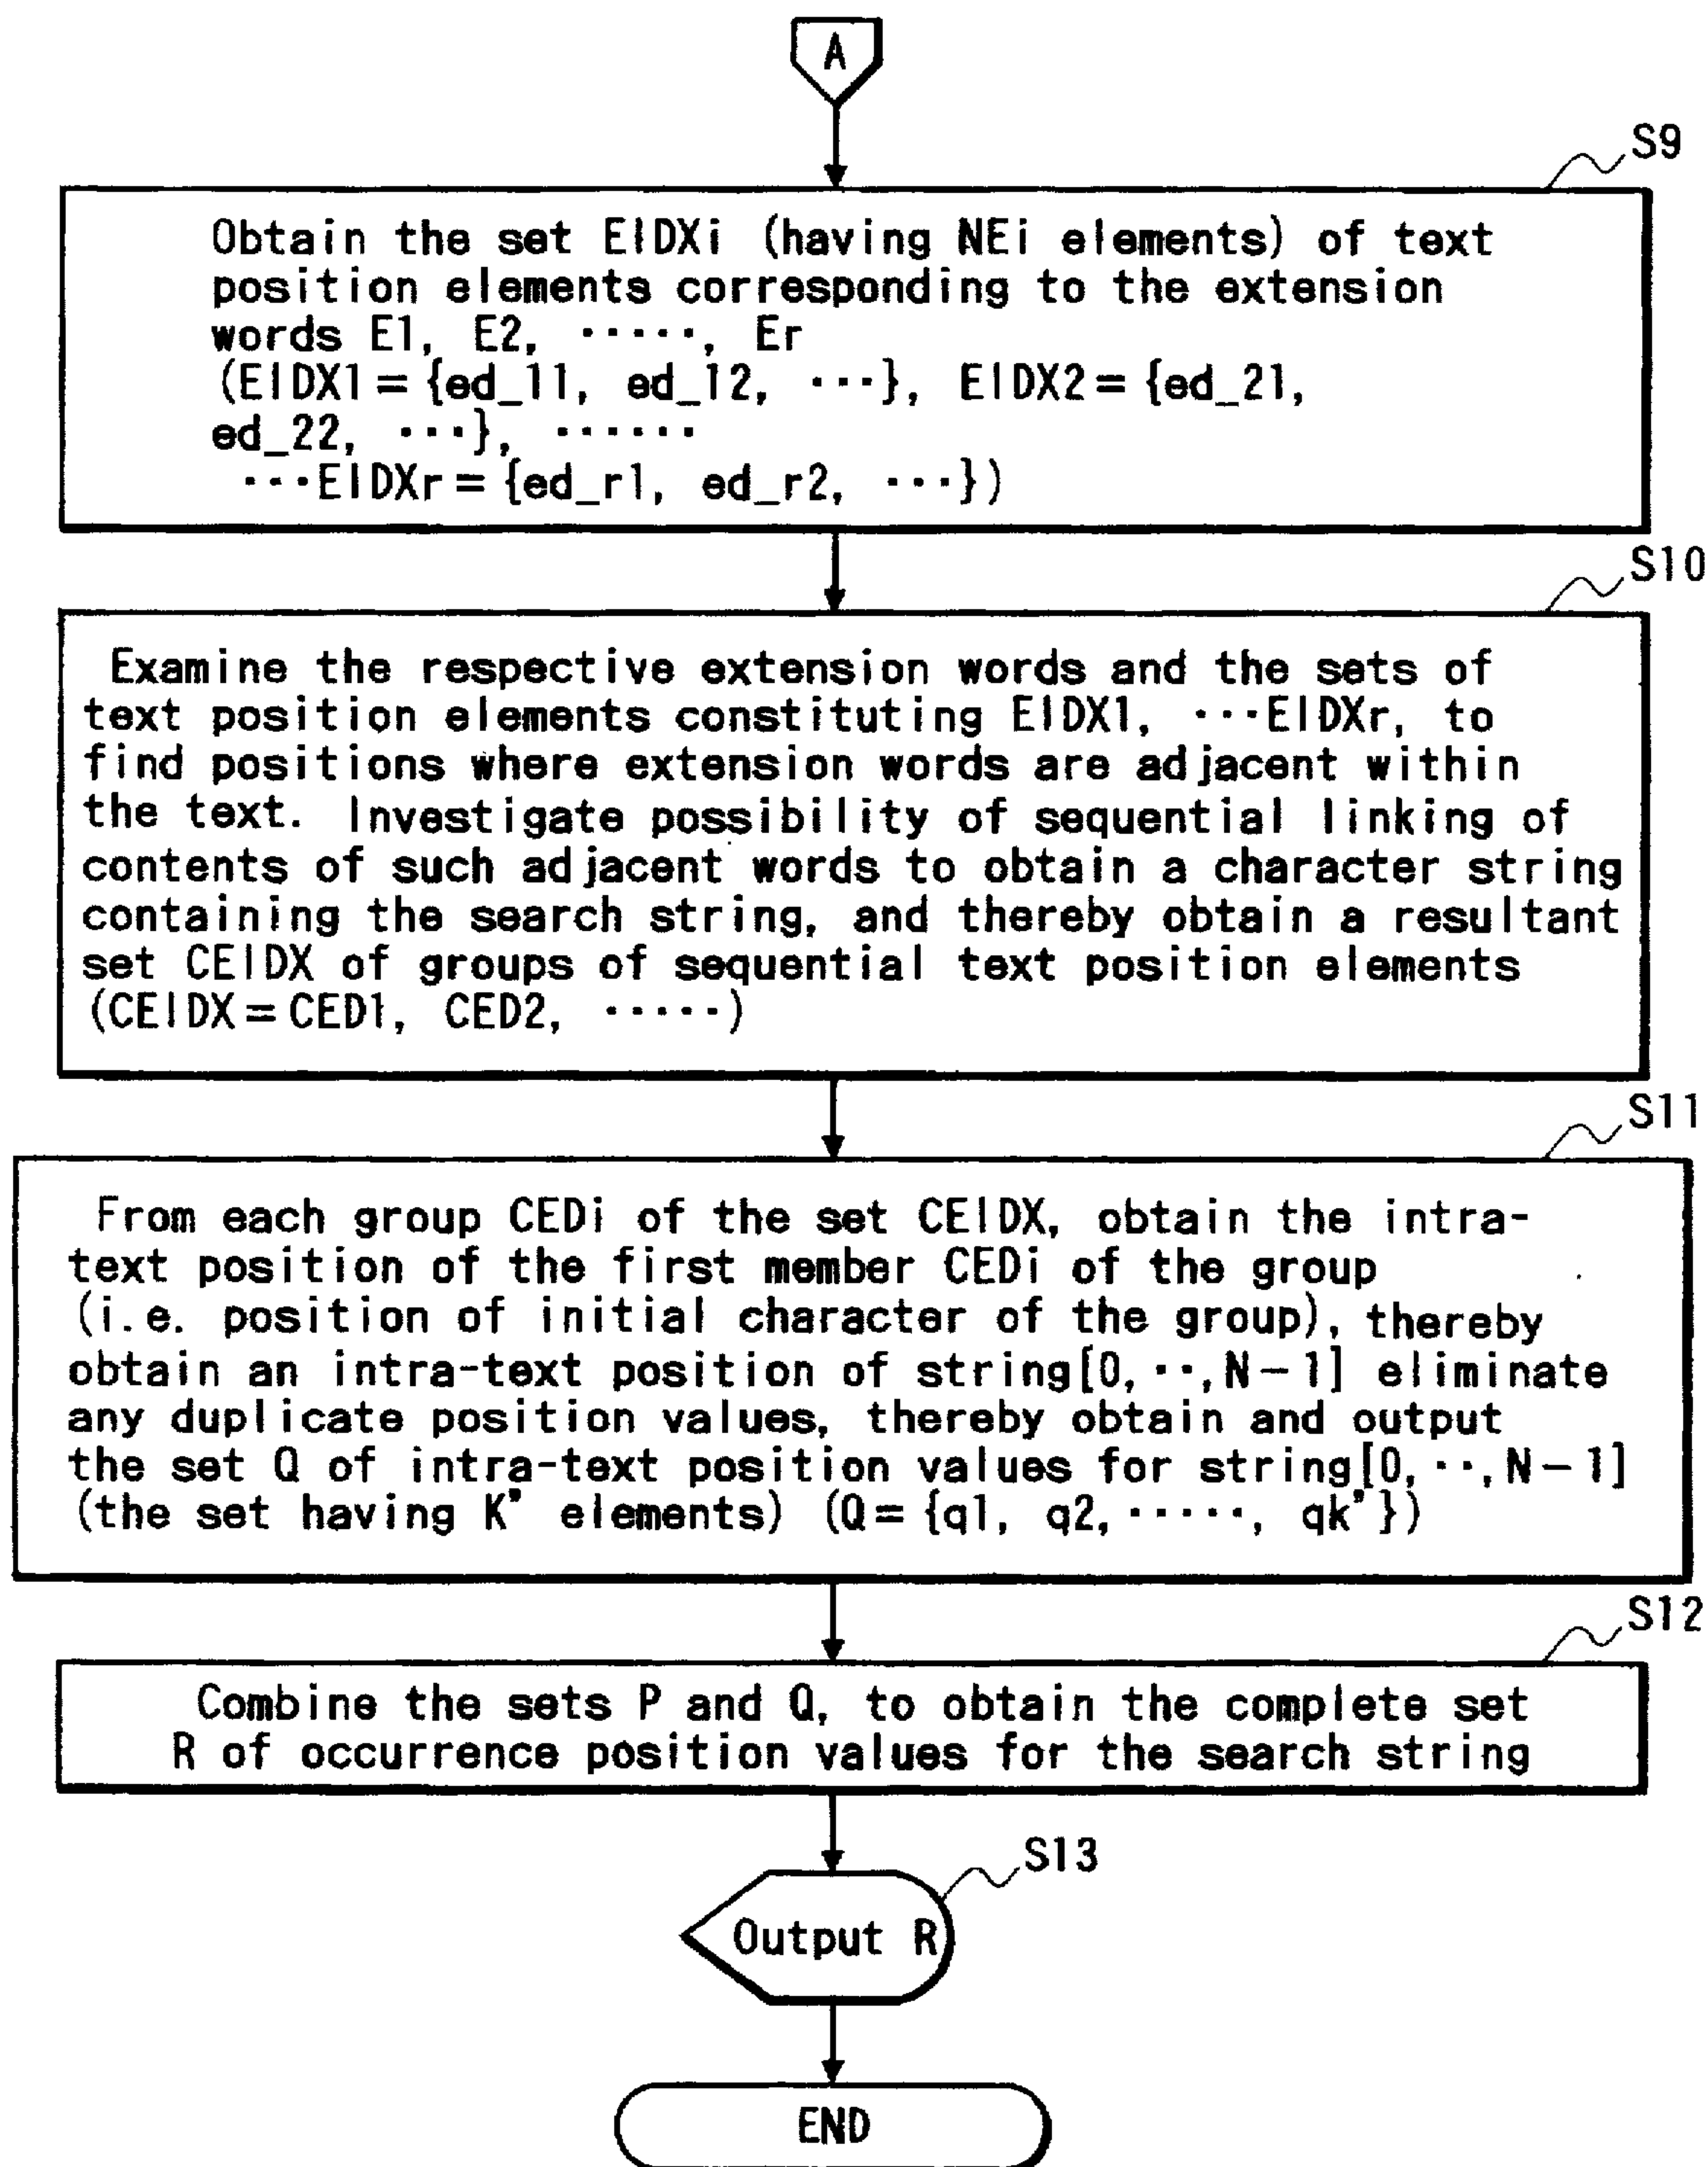 A
S9
Obtain the set EIDXi (having NEi elements) of text
position elements corresponding to the extension
words E1, E2, ·····, Er
(EIDX1={ed_11, ed_12, ···}, EIDX2={ed_21,
ed_22, ···}, ······
···EIDXr={ed_r1, ed_r2, ···})
S10
Examine the respective extension words and the sets of
text position elements constituting EIDX1, ···EIDXr, to
find positions where extension words are adjacent within
the text. Investigate possibility of sequential linking of
contents of such adjacent words to obtain a character string
containing the search string, and thereby obtain a resultant
set CEIDX of groups of sequential text position elements
(CEIDX=CED1, CED2, ·····)
S11
From each group CEDi of the set CEIDX, obtain the intra-
text position of the first member CEDi of the group
(i.e. position of initial character of the group), thereby
obtain an intra-text position of string[0,··,N-1] eliminate
any duplicate position values, thereby obtain and output
the set Q of intra-text position values for string[0,··,N-1]
(the set having K" elements) (Q={q1, q2,·····, qk"})
S12
Combine the sets P and Q, to obtain the complete set
R of occurrence position values for the search string
S13
Output R
END